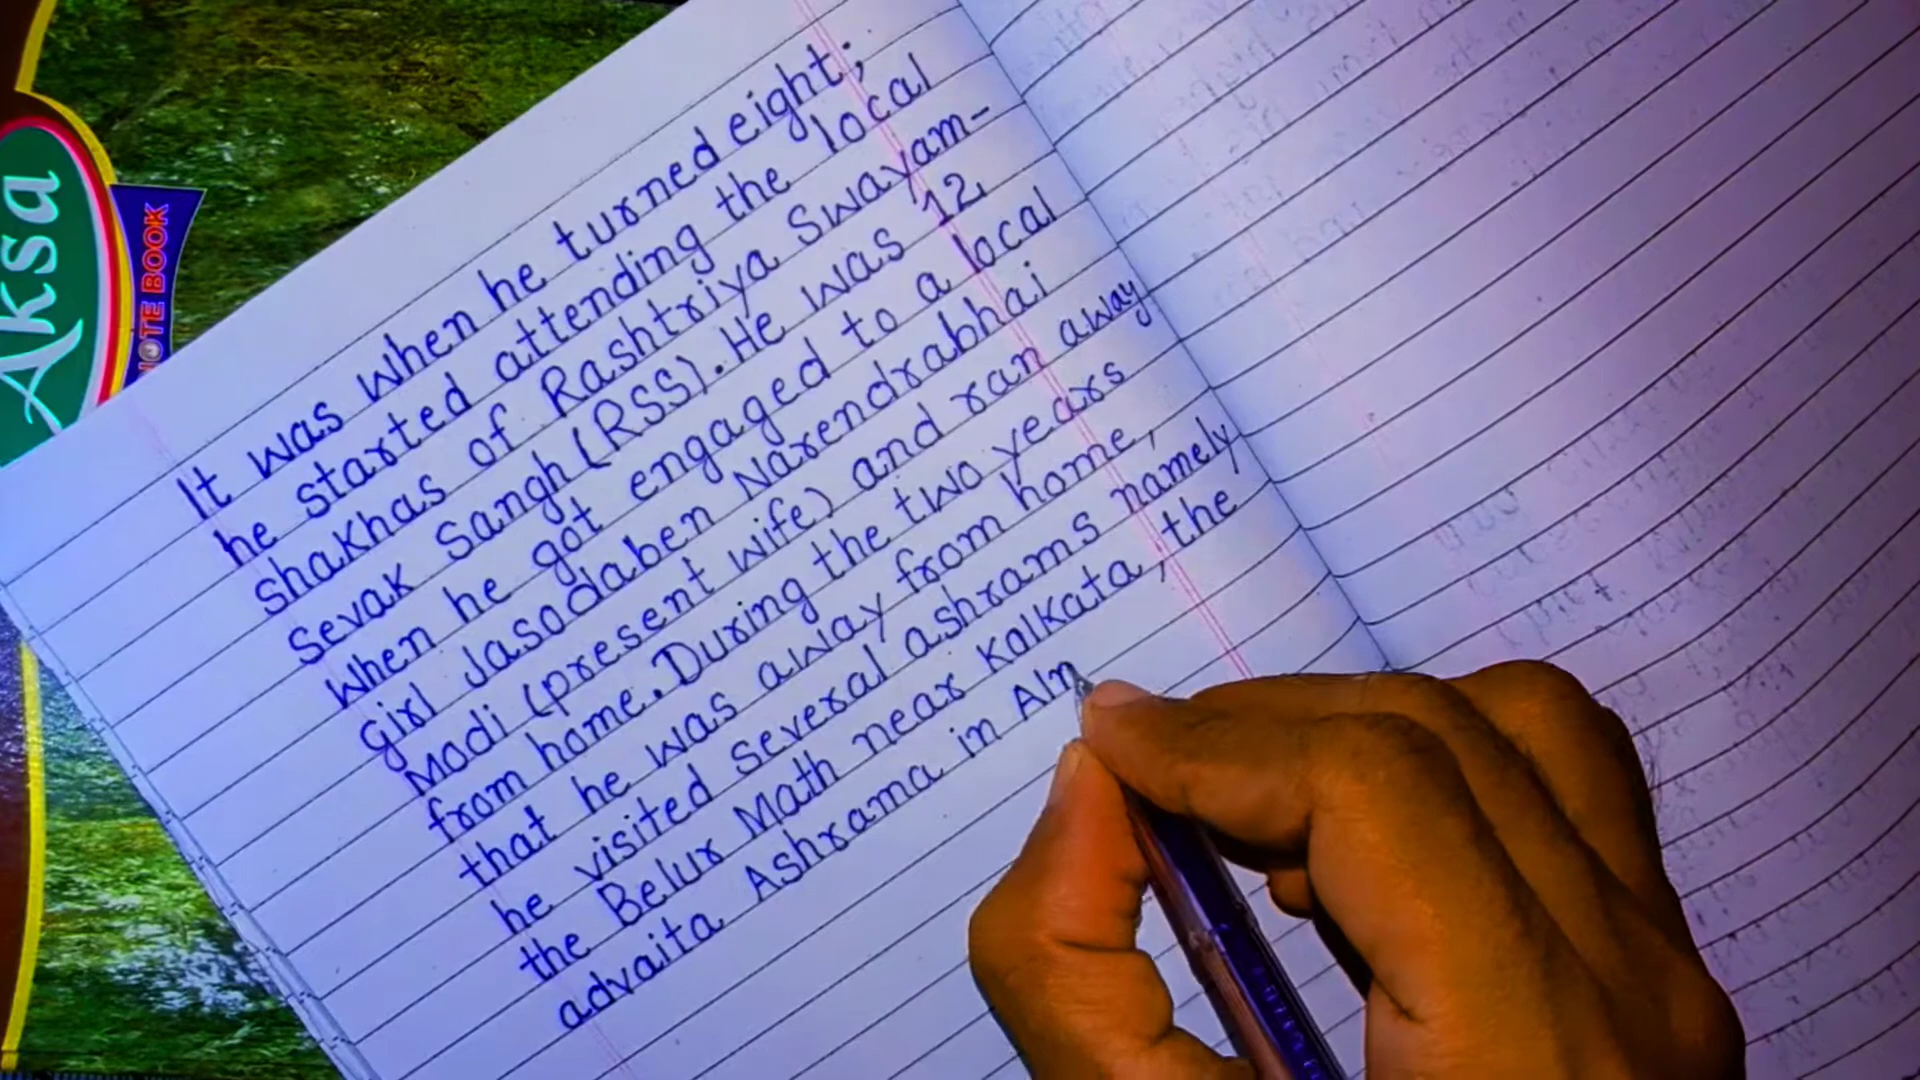 Aksa
NOTE BOOK
It was when he turned eight;
he started attending the local
shakhas of Rashtriya Swayam-
Sevak Sangh (RSS). He was 12
when he got engaged to a local
girl Jasodaben Narendrabhai
Modi (present wife) and ran away
from home. During the two years
that he was away from home,
he visited several ashrams namely
the Belur Math near Kalkata, the
advaita Ashrama in Alm